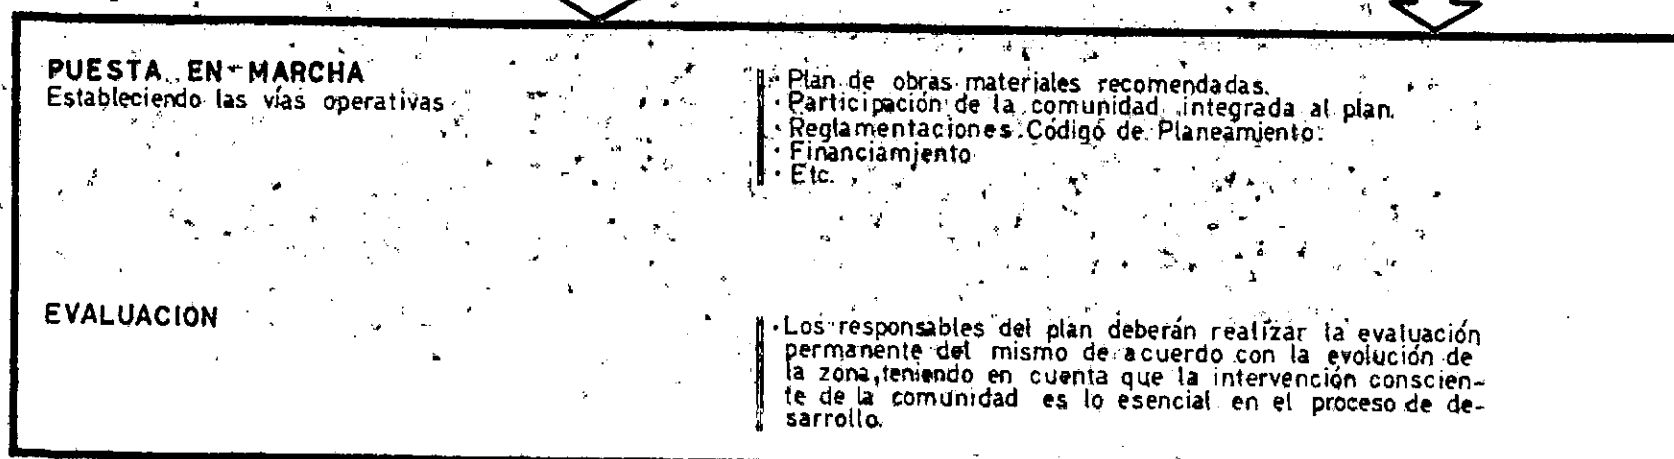 PUESTA EN MARCHA
Estableciendo las vías operativas
· Plan de obras materiales recomendadas.
· Participación de la comunidad integrada al plan.
· Reglamentaciones. Código de Planeamiento.
· Financiamiento
· Etc.
EVALUACION
· Los responsables del plan deberán realizar la evaluación
permanente del mismo de acuerdo con la evolución de
la zona, teniendo en cuenta que la intervención conscien-
te de la comunidad es lo esencial en el proceso de de-
sarrollo.